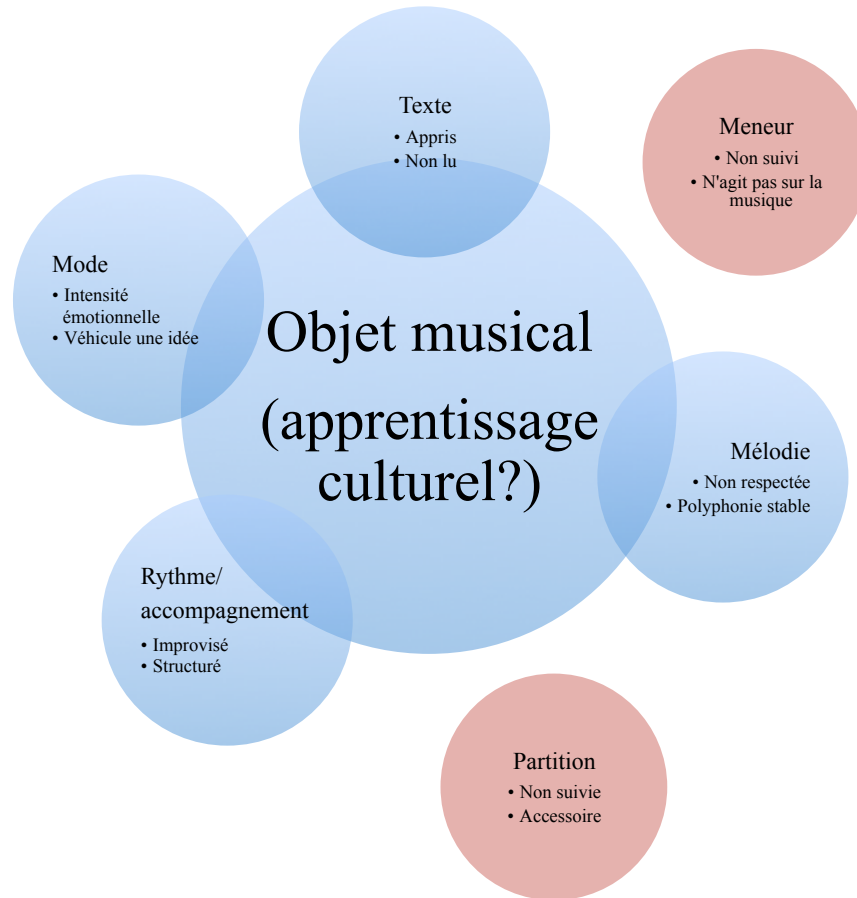 Texte
• Appris
• Non lu
Meneur
• Non suivi
• N'agit pas sur la
musique
Mode
• Intensité
émotionnelle
• Véhicule une idée
Objet musical
(apprentissage
culturel?)
Mélodie
• Non respectée
• Polyphonie stable
Rythme/
accompagnement
• Improvisé
• Structuré
Partition
• Non suivie
• Accessoire